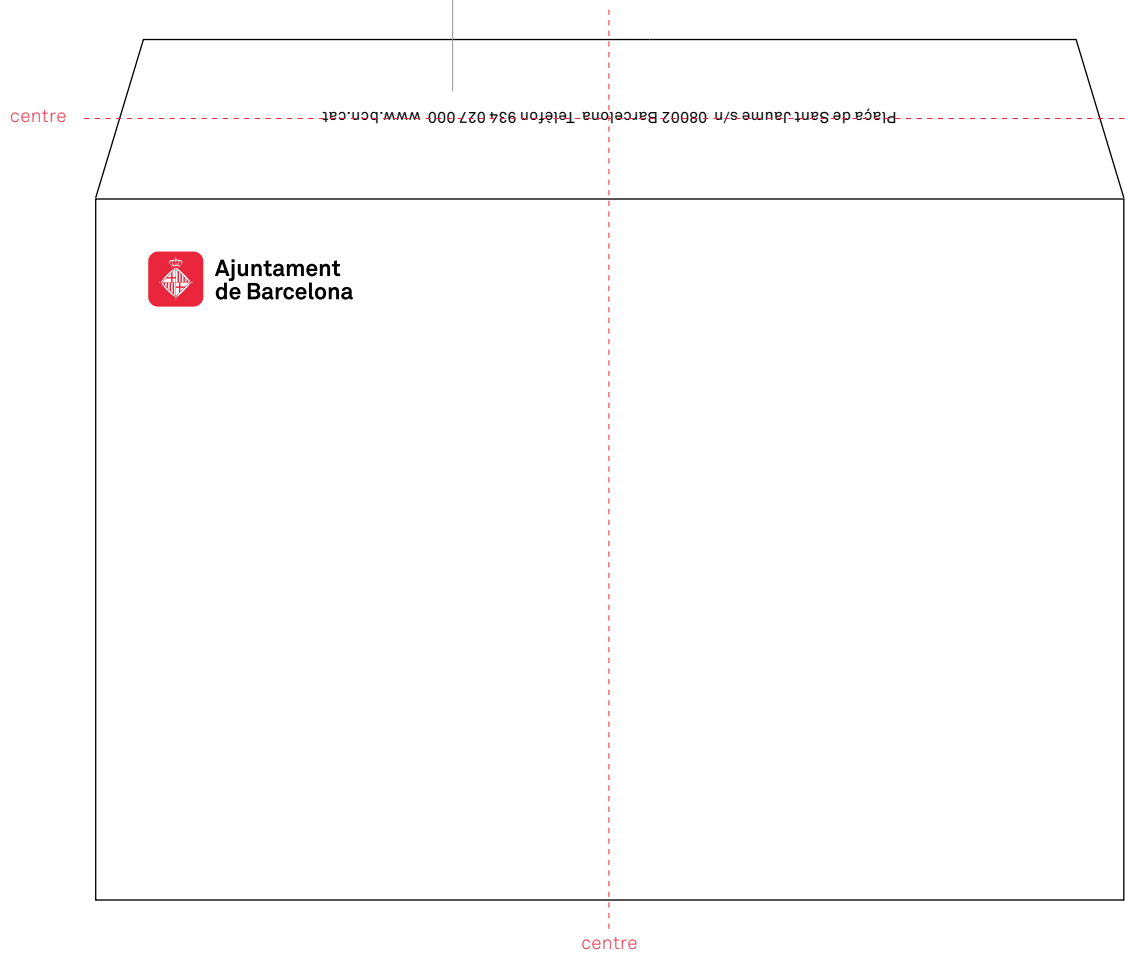 Plaça de Sant Jaume s/n 08002 Barcelona Telèfon 934 027 000 www.bcn.cat
centre
Ajuntament
de Barcelona
centre